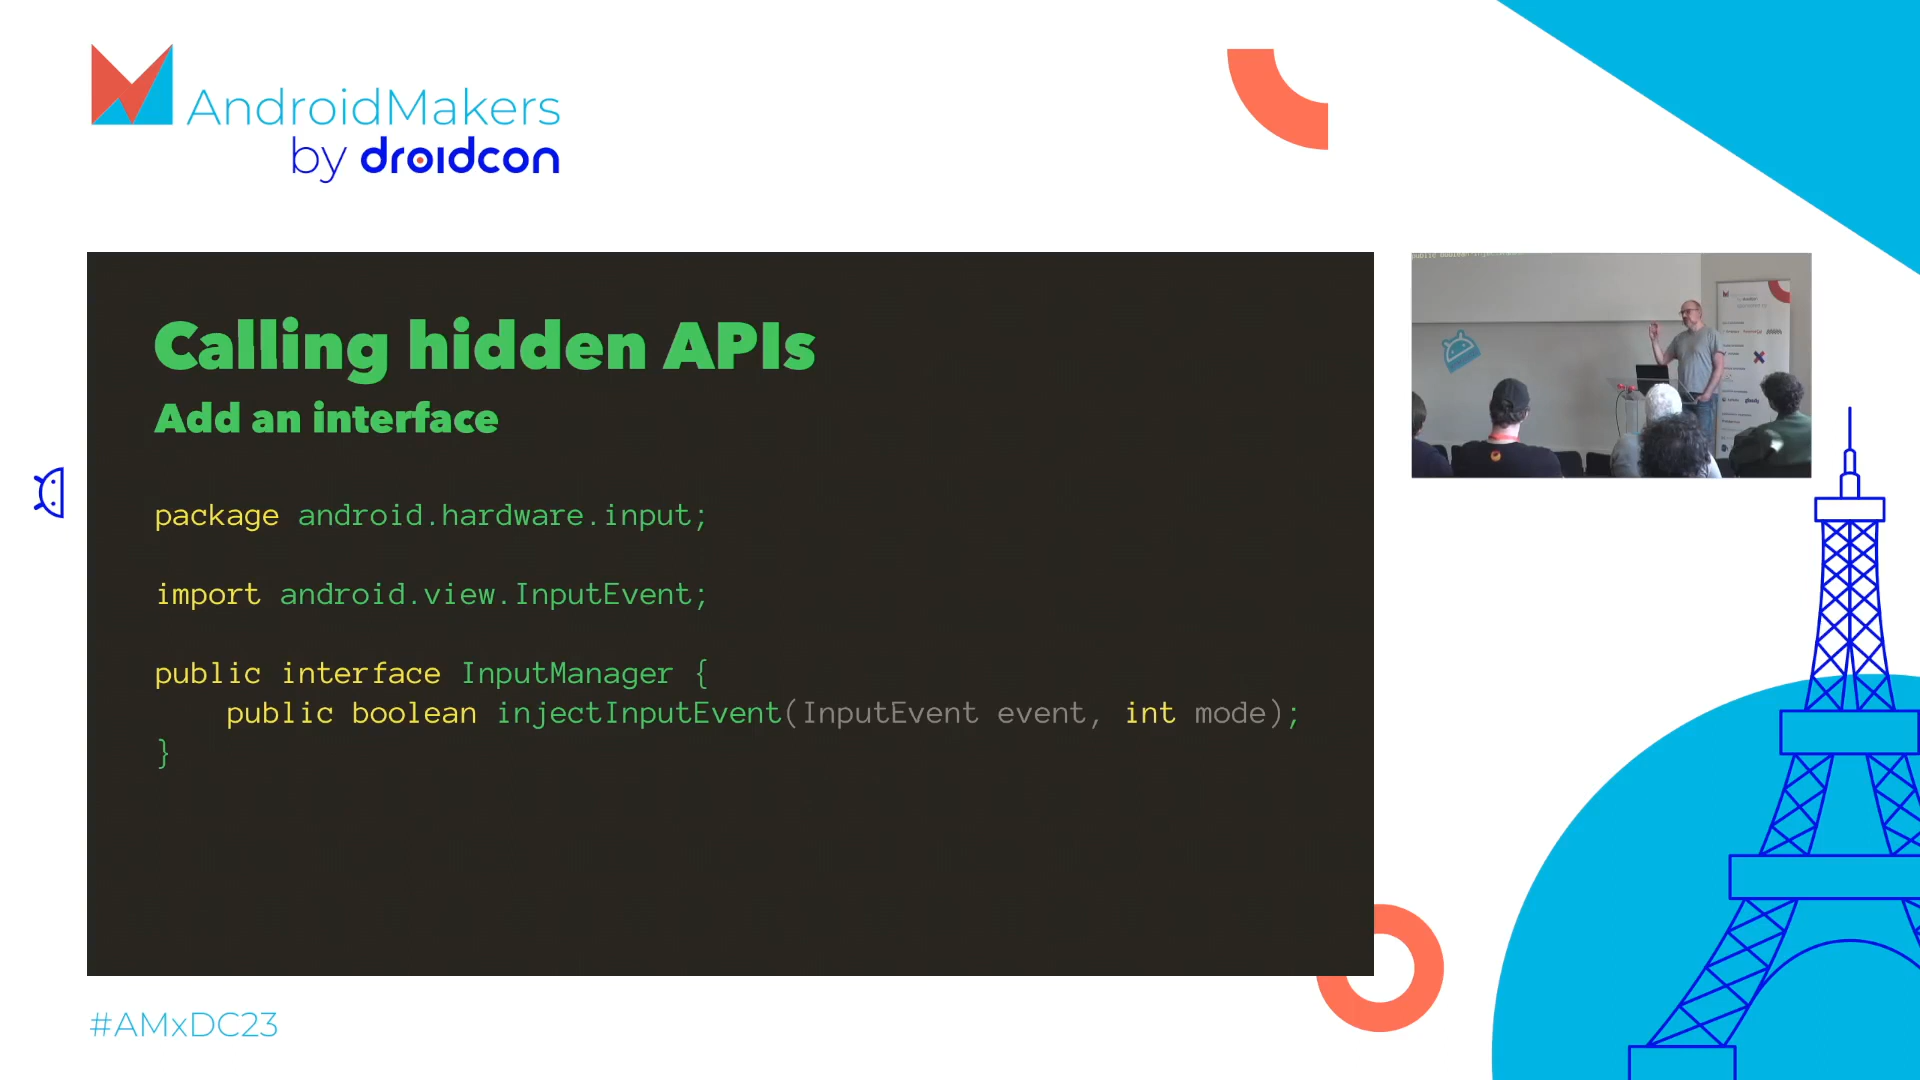 AndroidMakers
by droidcon
Calling hidden APIs
Add an interface
package android.hardware.input;
import android.view.InputEvent;
public interface InputManager {
public boolean injectInputEvent(InputEvent event, int mode);
}
#AMxDC23